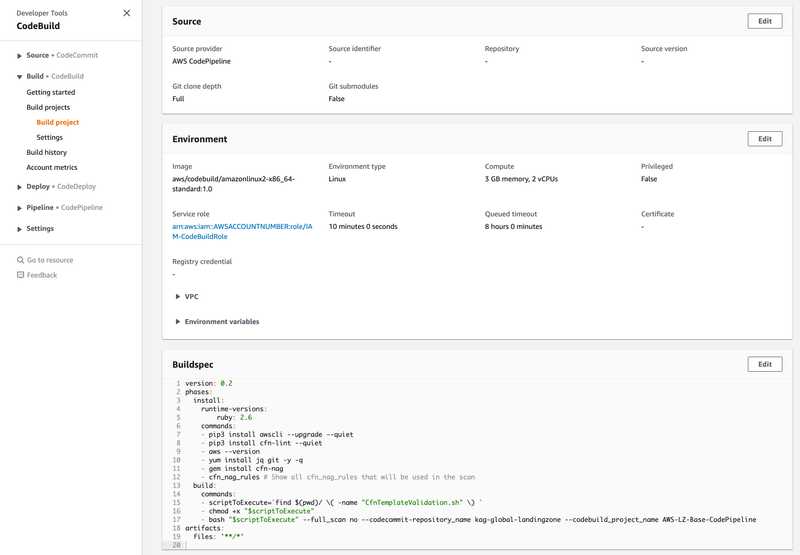 Developer Tools
CodeBuild
Source • CodeCommit
Build • CodeBuild
Getting started
Build projects
Build project
Settings
Build history
Account metrics
Deploy • CodeDeploy
Pipeline • CodePipeline
Settings
Go to resource
Feedback
Source
Edit
Source provider Source identifier Repository Source version
AWS CodePipeline - - -
Git clone depth Git submodules
Full False
Environment
Edit
Image Environment type Compute Privileged
aws/codebuild/amazonlinux2-x86_64- Linux 3 GB memory, 2 vCPUs False
standard:1.0
Service role Timeout Queued timeout Certificate
arn:aws:iam::AWSACCOUNTNUMBER:role/IA 10 minutes 0 seconds 8 hours 0 minutes -
M-CodeBuildRole
Registry credential
-
VPC
Environment variables
Buildspec
Edit
1 version: 0.2
2 phases:
3 install:
4 runtime-versions:
5 ruby: 2.6
6 commands:
7 - pip3 install awscli --upgrade --quiet
8 - pip3 install cfn-lint --quiet
9 - aws --version
10 - yum install jq git -y -q
11 - gem install cfn-nag
12 - cfn_nag_rules # Show all cfn_nag_rules that will be used in the scan
13 build:
14 commands:
15 - scriptToExecute=`find $(pwd)/ \( -name "CfnTemplateValidation.sh" \) `
16 - chmod +x "$scriptToExecute"
17 - bash "$scriptToExecute" --full_scan no --codecommit-repository_name kag-global-landingzone --codebuild_project_name AWS-LZ-Base-CodePipeline
18 artifacts:
19 files: '**/*'
20